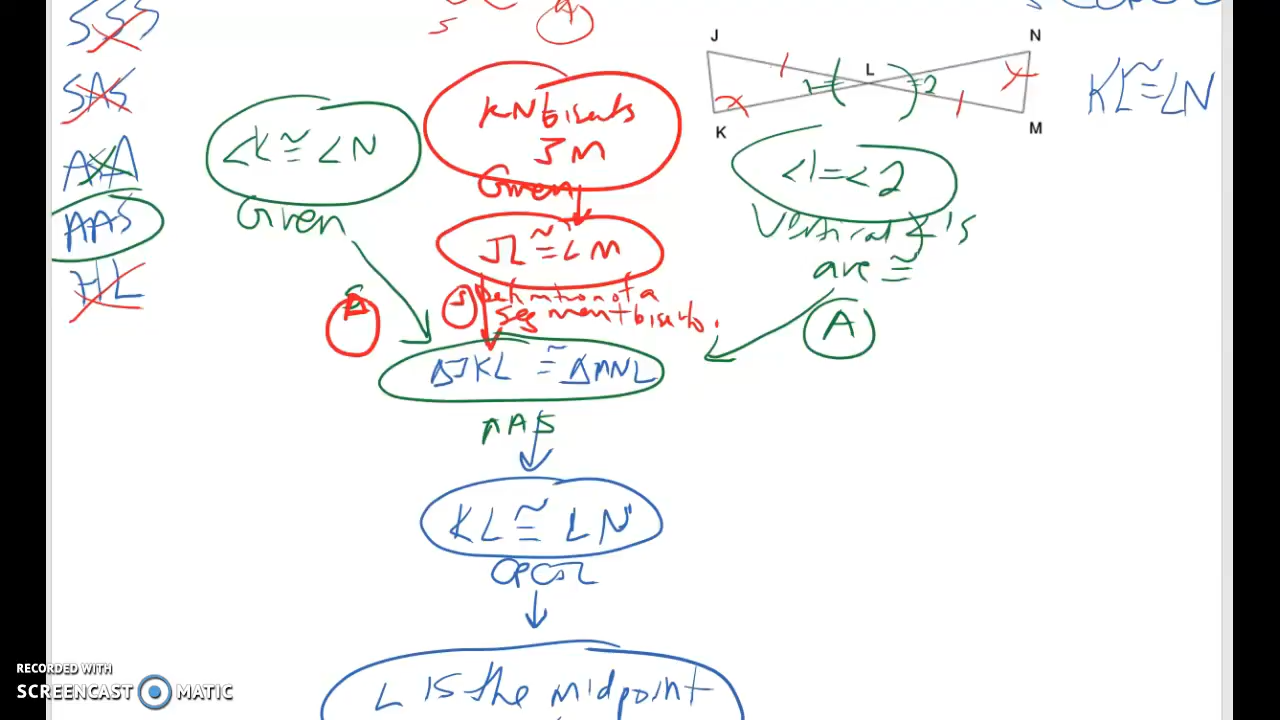 SSS
SAS
ASA
AAS
HL
S
A
∠K ≅ ∠N
Given
KN bisects
JM
Given
JL ≅ LM
Definition of a
segment bisector.
S
A
J
N
L
K
M
1
2
KL ≅ LN
∠1 = ∠2
Vertical ∡'s
are ≅
A
ΔJKL ≅ ΔMNL
AAS
KL ≅ LN
CPCTC
L is the midpoint
RECORDED WITH
SCREENCAST MATIC